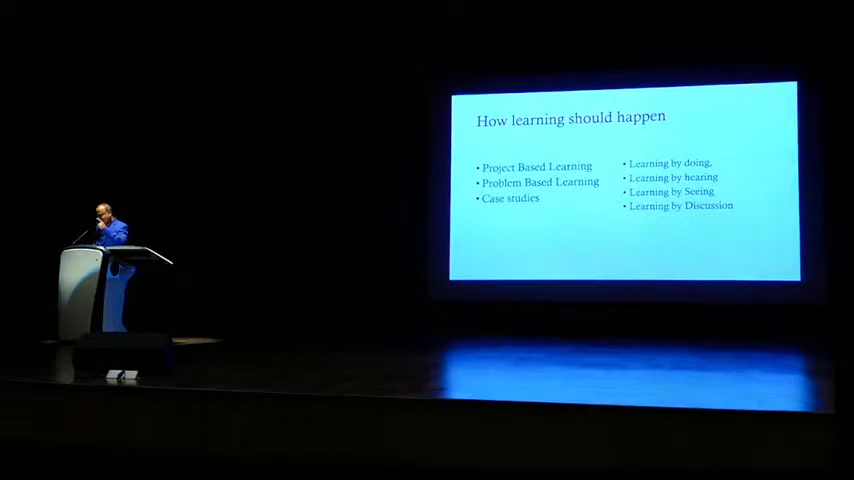 How learning should happen
• Project Based Learning
• Problem Based Learning
• Case studies
• Learning by doing,
• Learning by hearing
• Learning by Seeing
• Learning by Discussion